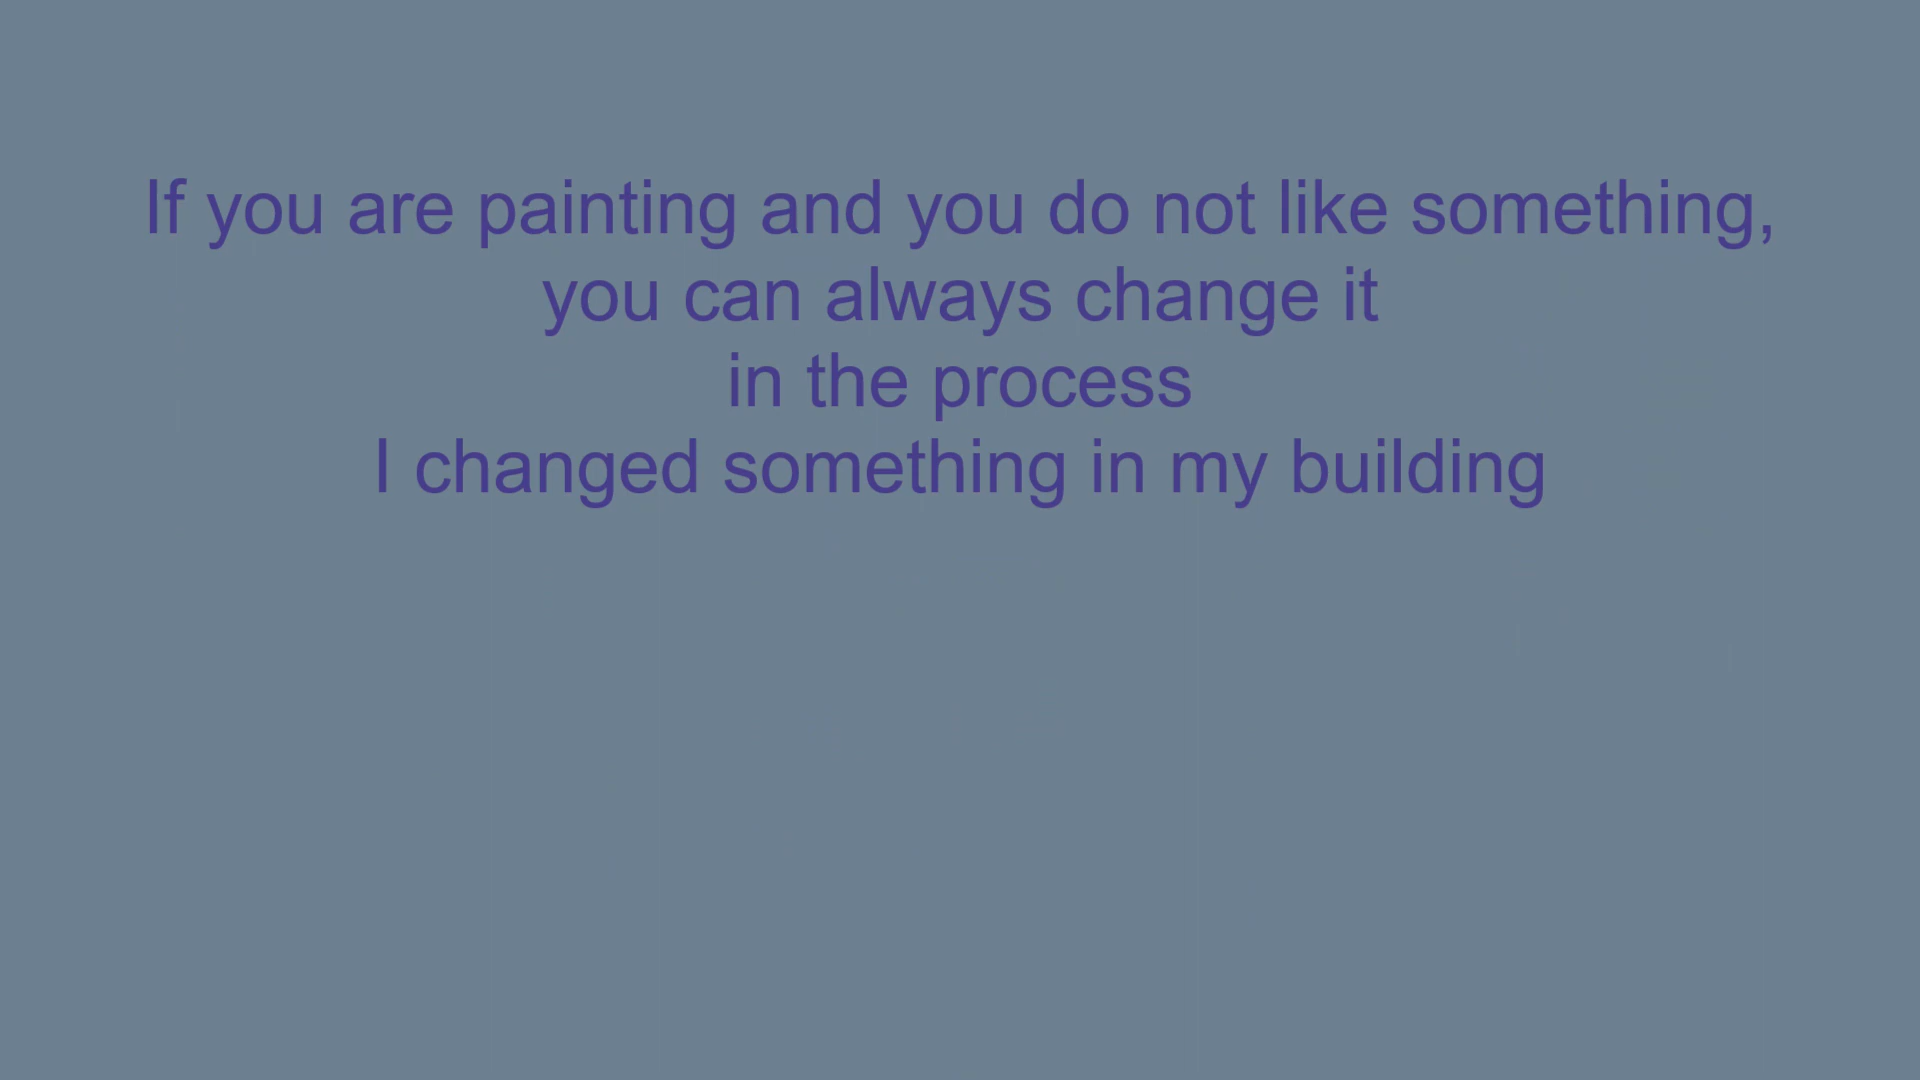 If you are painting and you do not like something,
you can always change it
in the process
I changed something in my building